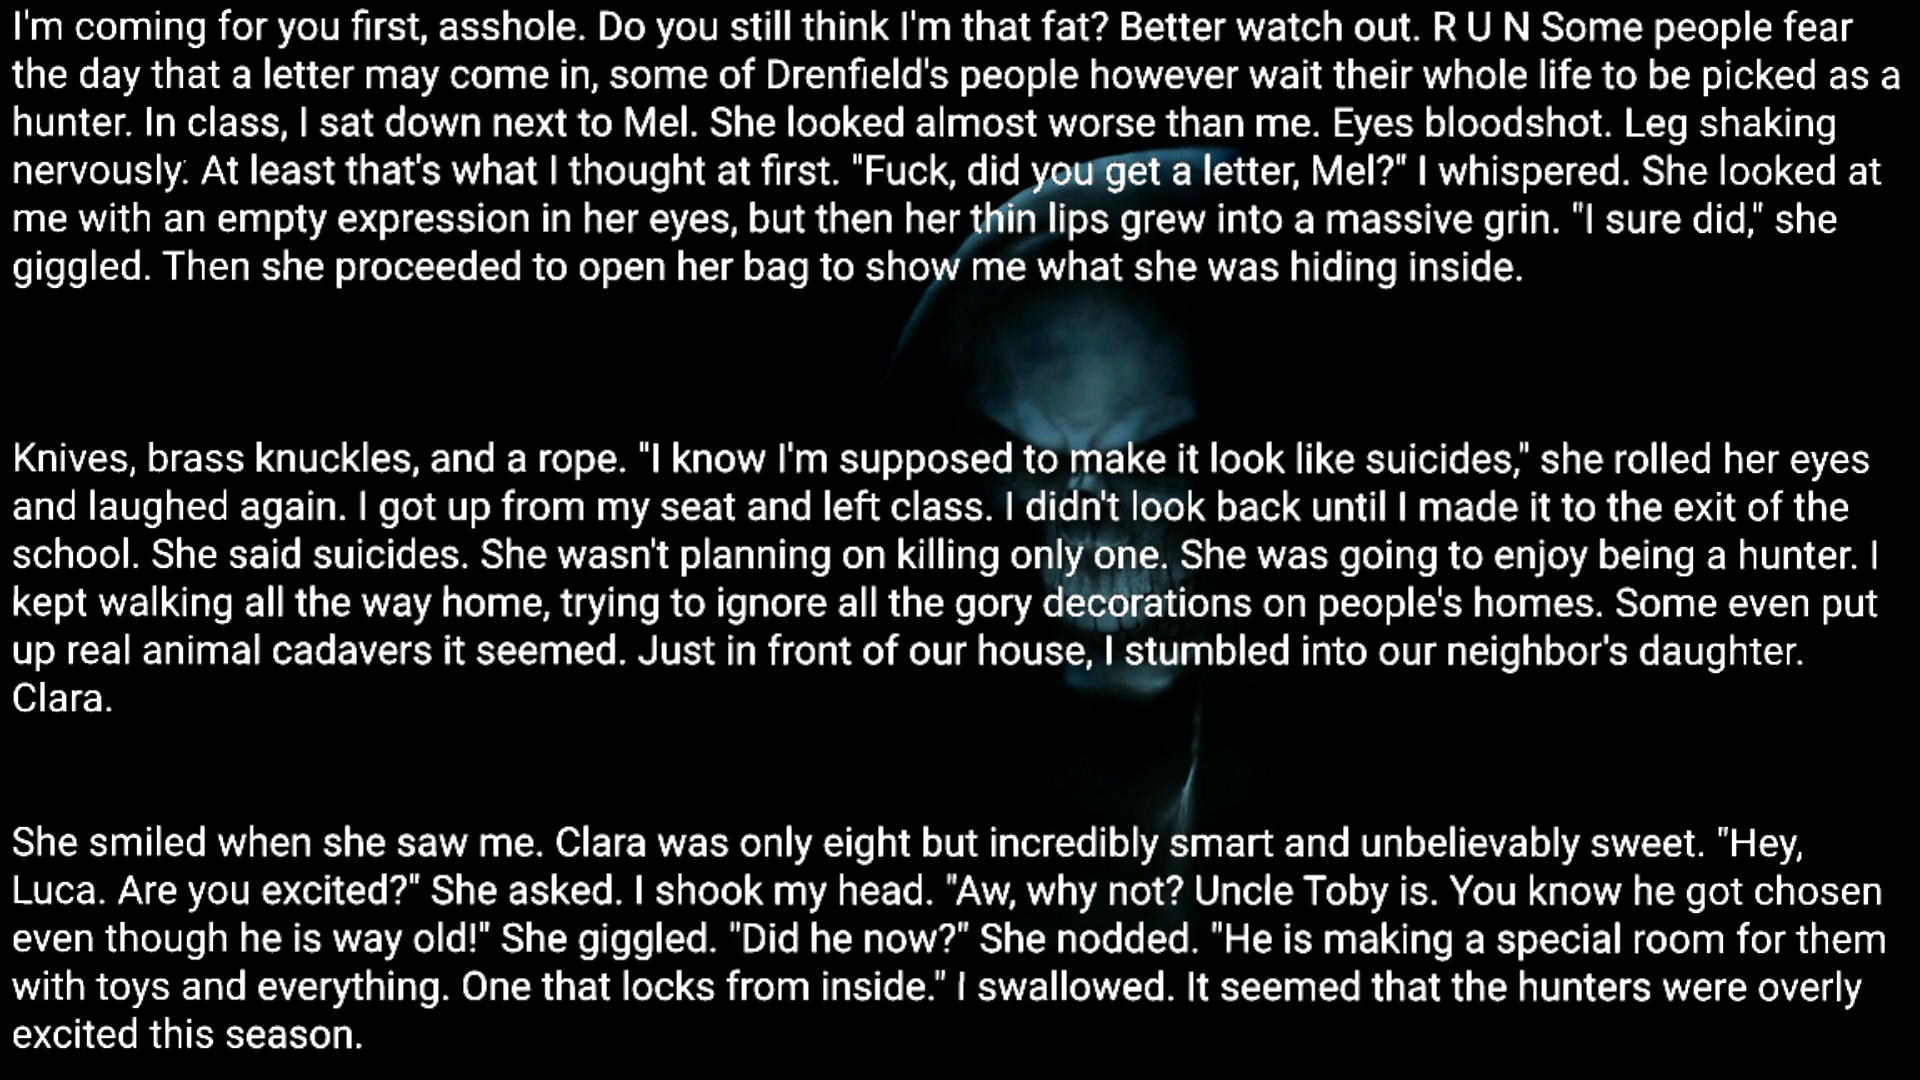 I'm coming for you first, asshole. Do you still think I'm that fat? Better watch out. R U N Some people fear
the day that a letter may come in, some of Drenfield's people however wait their whole life to be picked as a
hunter. In class, I sat down next to Mel. She looked almost worse than me. Eyes bloodshot. Leg shaking
nervously. At least that's what I thought at first. "Fuck, did you get a letter, Mel?" I whispered. She looked at
me with an empty expression in her eyes, but then her thin lips grew into a massive grin. "I sure did," she
giggled. Then she proceeded to open her bag to show me what she was hiding inside.
Knives, brass knuckles, and a rope. "I know I'm supposed to make it look like suicides," she rolled her eyes
and laughed again. I got up from my seat and left class. I didn't look back until I made it to the exit of the
school. She said suicides. She wasn't planning on killing only one. She was going to enjoy being a hunter. I
kept walking all the way home, trying to ignore all the gory decorations on people's homes. Some even put
up real animal cadavers it seemed. Just in front of our house, I stumbled into our neighbor's daughter.
Clara.
She smiled when she saw me. Clara was only eight but incredibly smart and unbelievably sweet. "Hey,
Luca. Are you excited?" She asked. I shook my head. "Aw, why not? Uncle Toby is. You know he got chosen
even though he is way old!" She giggled. "Did he now?" She nodded. "He is making a special room for them
with toys and everything. One that locks from inside." I swallowed. It seemed that the hunters were overly
excited this season.